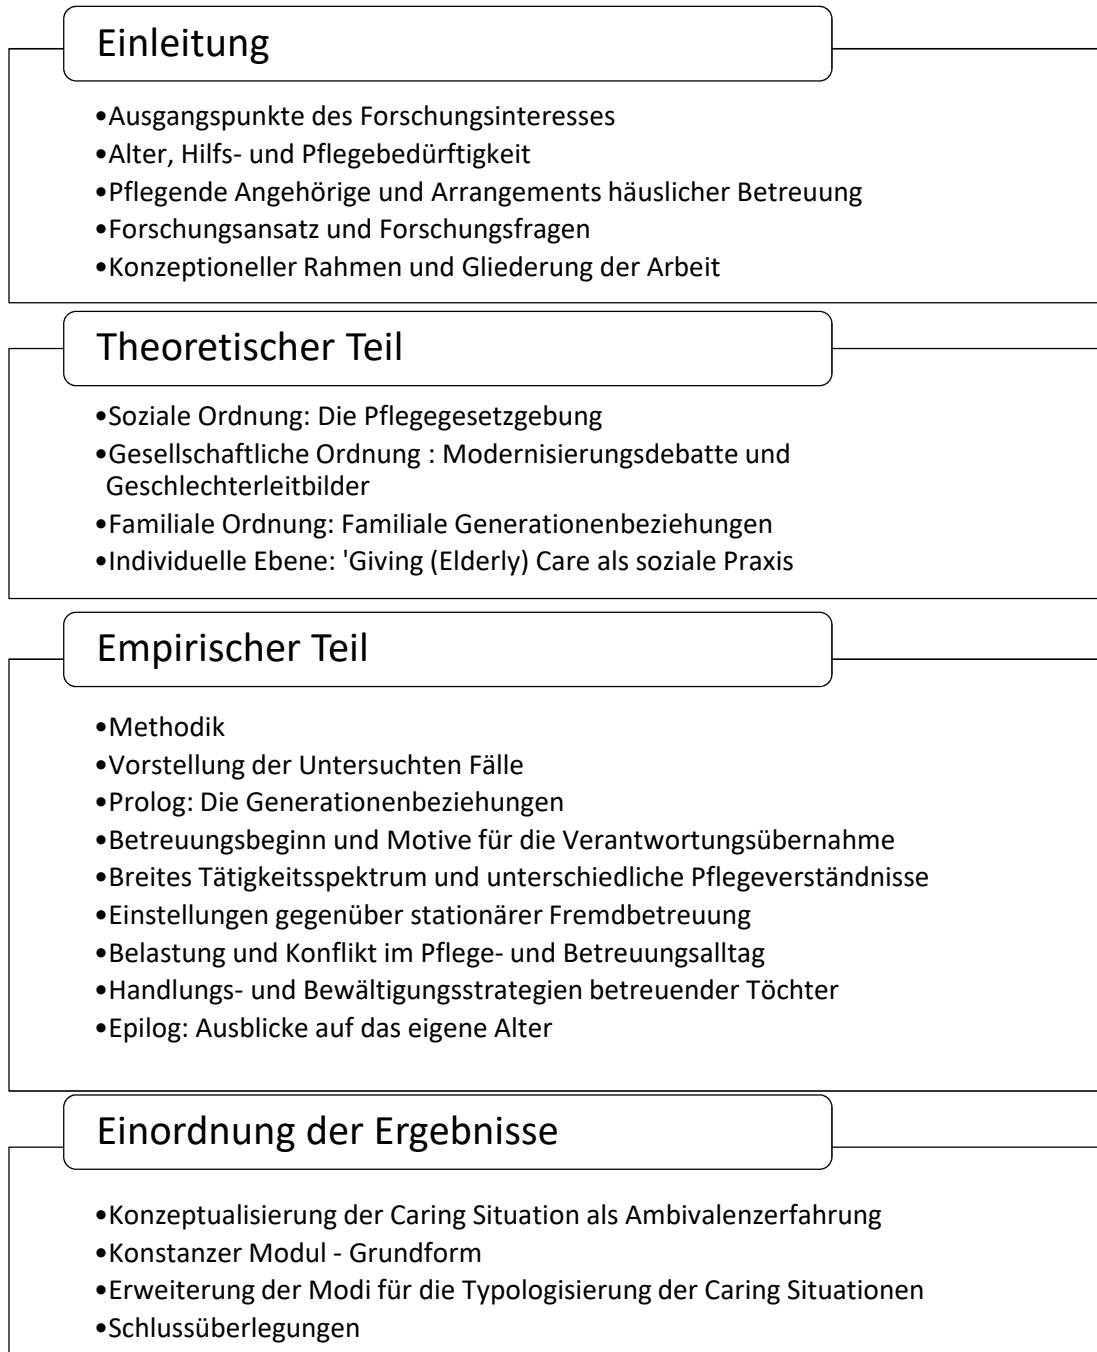 Einleitung
•Ausgangspunkte des Forschungsinteresses
•Alter, Hilfs- und Pflegebedürftigkeit
•Pflegende Angehörige und Arrangements häuslicher Betreuung
•Forschungsansatz und Forschungsfragen
•Konzeptioneller Rahmen und Gliederung der Arbeit
Theoretischer Teil
•Soziale Ordnung: Die Pflegegesetzgebung
•Gesellschaftliche Ordnung : Modernisierungsdebatte und
Geschlechterleitbilder
•Familiale Ordnung: Familiale Generationenbeziehungen
•Individuelle Ebene: 'Giving (Elderly) Care als soziale Praxis
Empirischer Teil
•Methodik
•Vorstellung der Untersuchten Fälle
•Prolog: Die Generationenbeziehungen
•Betreuungsbeginn und Motive für die Verantwortungsübernahme
•Breites Tätigkeitsspektrum und unterschiedliche Pflegeverständnisse
•Einstellungen gegenüber stationärer Fremdbetreuung
•Belastung und Konflikt im Pflege- und Betreuungsalltag
•Handlungs- und Bewältigungsstrategien betreuender Töchter
•Epilog: Ausblicke auf das eigene Alter
Einordnung der Ergebnisse
•Konzeptualisierung der Caring Situation als Ambivalenzerfahrung
•Konstanzer Modul - Grundform
•Erweiterung der Modi für die Typologisierung der Caring Situationen
•Schlussüberlegungen